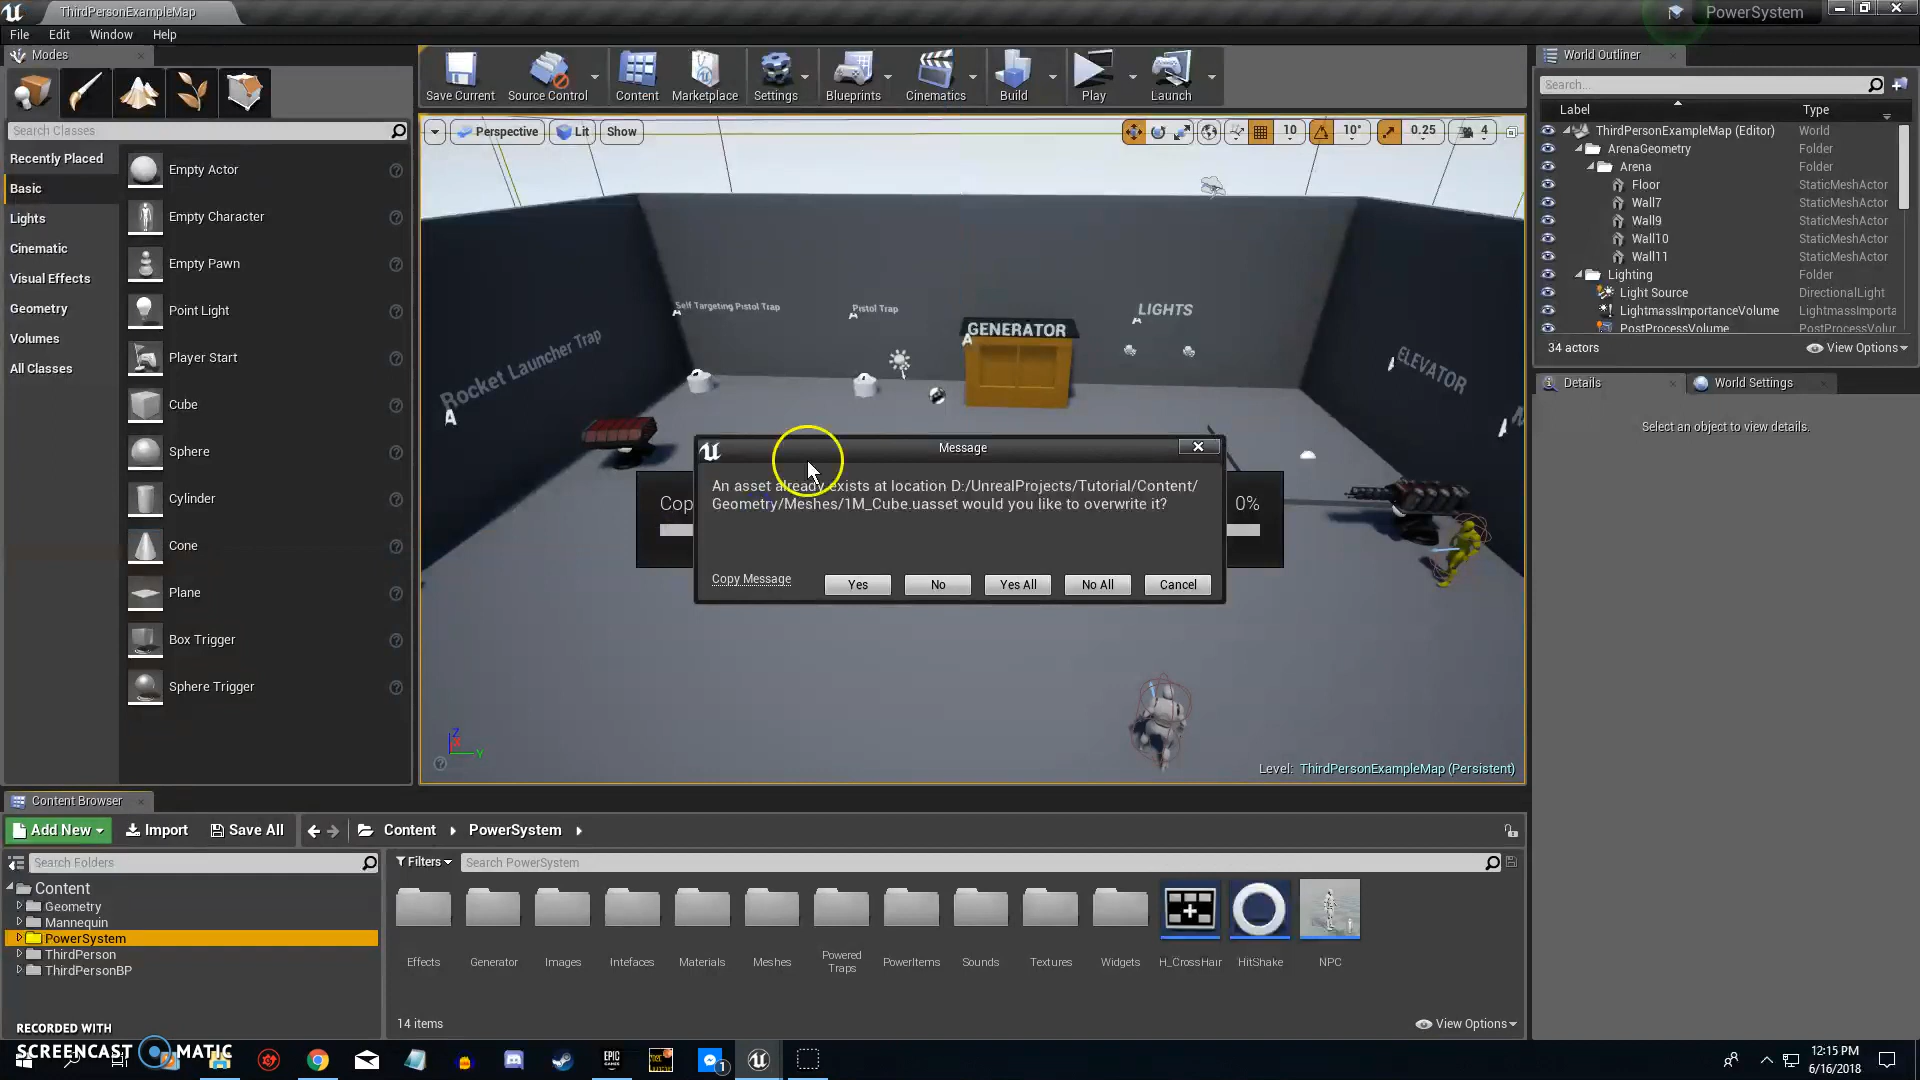 ThirdPersonExampleMap
PowerSystem
File Edit Window Help
Modes
Search Classes
Recently Placed
Basic
Lights
Cinematic
Visual Effects
Geometry
Volumes
All Classes
Empty Actor
Empty Character
Empty Pawn
Point Light
Player Start
Cube
Sphere
Cylinder
Cone
Plane
Box Trigger
Sphere Trigger
Save Current
Source Control
Content
Marketplace
Settings
Blueprints
Cinematics
Build
Play
Launch
Perspective
Lit
Show
10
10°
0.25
4
Self Targeting Pistol Trap
Pistol Trap
LIGHTS
GENERATOR
Rocket Launcher Trap
ELEVATOR
Message
An asset already exists at location D:/UnrealProjects/Tutorial/Content/
Geometry/Meshes/1M_Cube.uasset would you like to overwrite it?
Cop
0%
Copy Message
Yes
No
Yes All
No All
Cancel
Z
X
Y
Level: ThirdPersonExampleMap (Persistent)
World Outliner
Search...
Label Type
ThirdPersonExampleMap (Editor) World
ArenaGeometry Folder
Arena Folder
Floor StaticMeshActor
Wall7 StaticMeshActor
Wall9 StaticMeshActor
Wall10 StaticMeshActor
Wall11 StaticMeshActor
Lighting Folder
Light Source DirectionalLight
LightmassImportanceVolume LightmassImporta
PostProcessVolume PostProcessVolur
34 actors
View Options
Details
World Settings
Select an object to view details.
Content Browser
Add New
Import
Save All
Content
PowerSystem
Search Folders
Filters
Search PowerSystem
Content
Geometry
Mannequin
PowerSystem
ThirdPerson
ThirdPersonBP
Effects
Generator
Images
Intefaces
Materials
Meshes
Powered
Traps
PowerItems
Sounds
Textures
Widgets
H_CrossHair
HitShake
NPC
14 items
View Options
RECORDED WITH
SCREENCAST MATIC
EPIC
GAMES
1
12:15 PM
6/16/2018